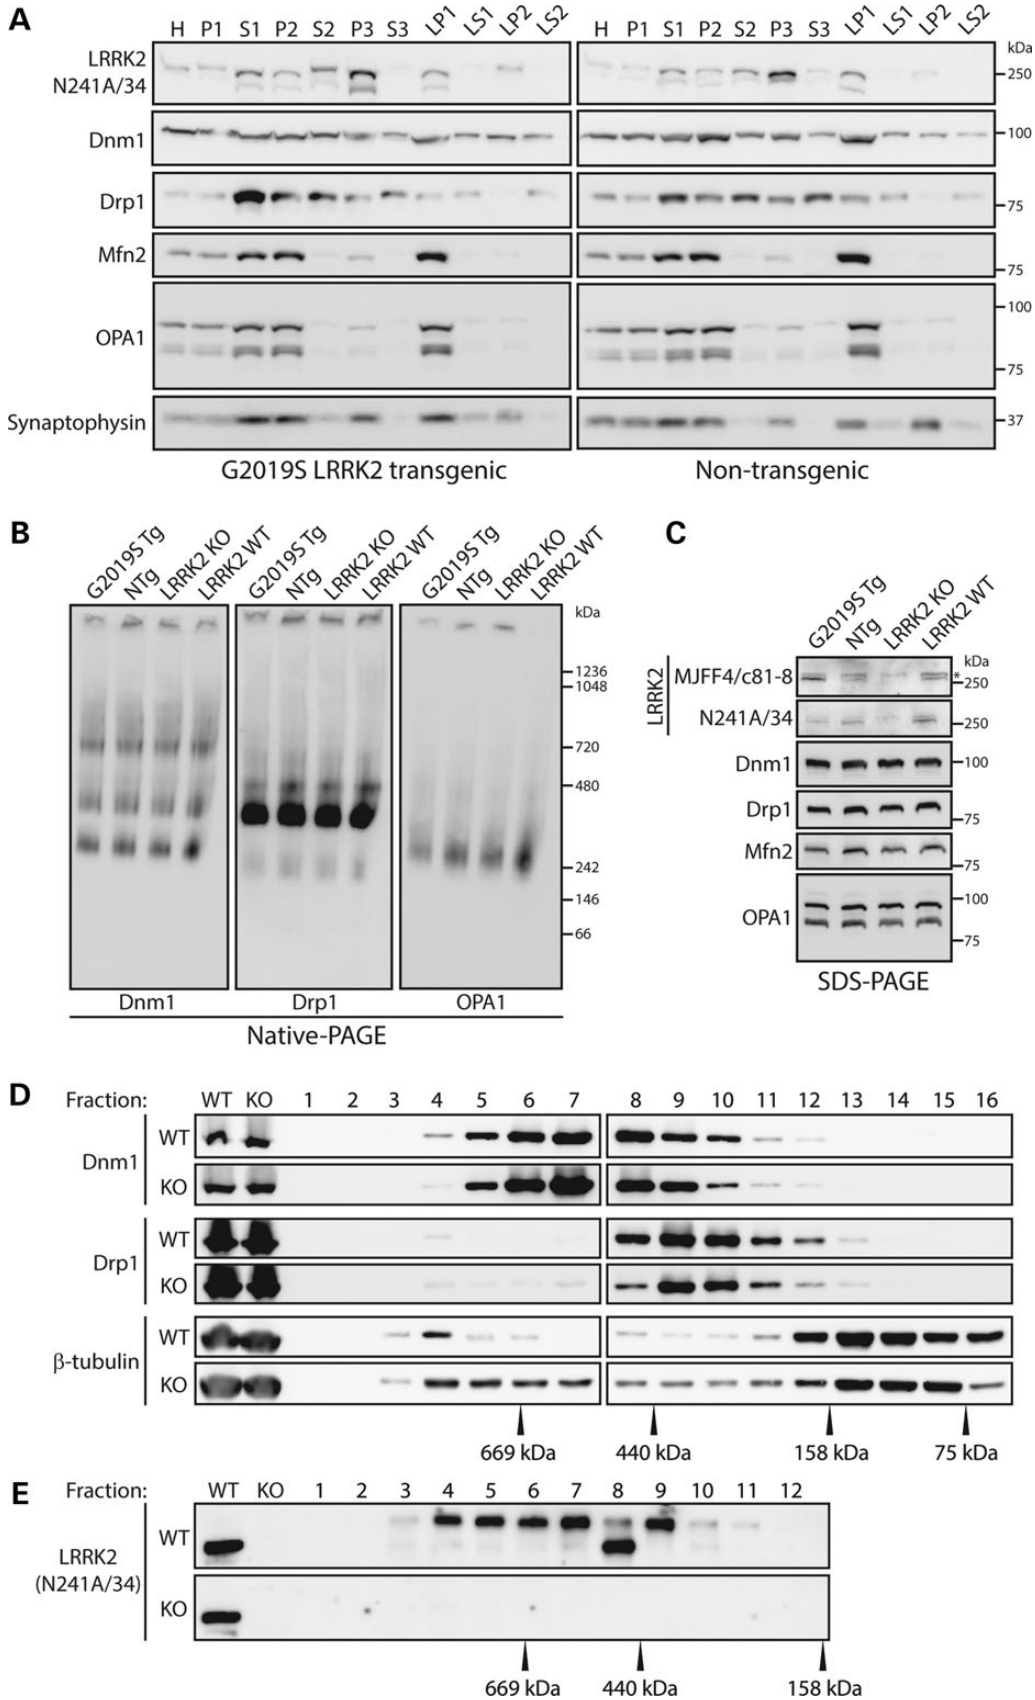 A
H P1 S1 P2 S2 P3 S3 LP1 LS1 LP2 LS2 H P1 S1 P2 S2 P3 S3 LP1 LS1 LP2 LS2
kDa
LRRK2
N241A/34
250
Dnm1
100
Drp1
75
Mfn2
75
100
OPA1
75
Synaptophysin
37
G2019S LRRK2 transgenic Non-transgenic
B
G2019S Tg NTg LRRK2 KO LRRK2 WT G2019S Tg NTg LRRK2 KO LRRK2 WT G2019S Tg NTg LRRK2 KO LRRK2 WT
kDa
1236
1048
720
480
242
146
66
Dnm1 Drp1 OPA1
Native-PAGE
C
G2019S Tg NTg LRRK2 KO LRRK2 WT
kDa
LRRK2
MJFF4/c81-8 * 250
N241A/34 250
Dnm1 100
Drp1 75
Mfn2 75
100
OPA1
75
SDS-PAGE
D
Fraction: WT KO 1 2 3 4 5 6 7 8 9 10 11 12 13 14 15 16
Dnm1
WT
KO
Drp1
WT
KO
β-tubulin
WT
KO
669 kDa 440 kDa 158 kDa 75 kDa
E
Fraction: WT KO 1 2 3 4 5 6 7 8 9 10 11 12
WT
LRRK2
(N241A/34)
KO
669 kDa 440 kDa 158 kDa